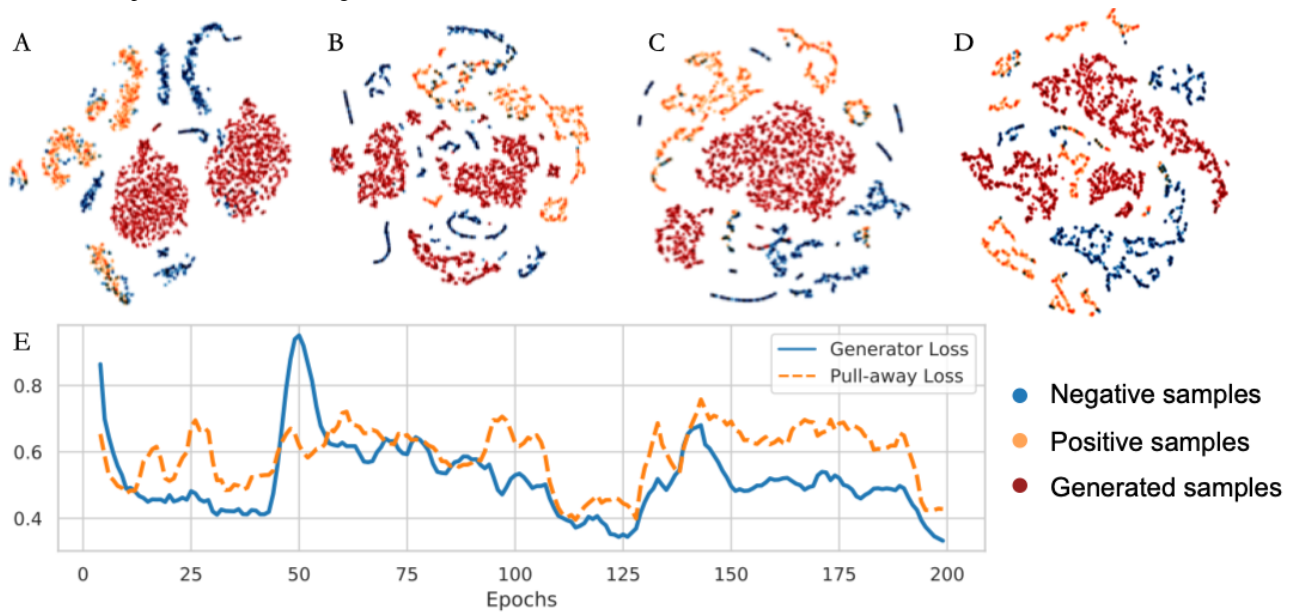 A
B
C
D
E
0.8
0.6
0.4
0
25
50
75
100
125
150
175
200
Epochs
Generator Loss
Pull-away Loss
Negative samples
Positive samples
Generated samples